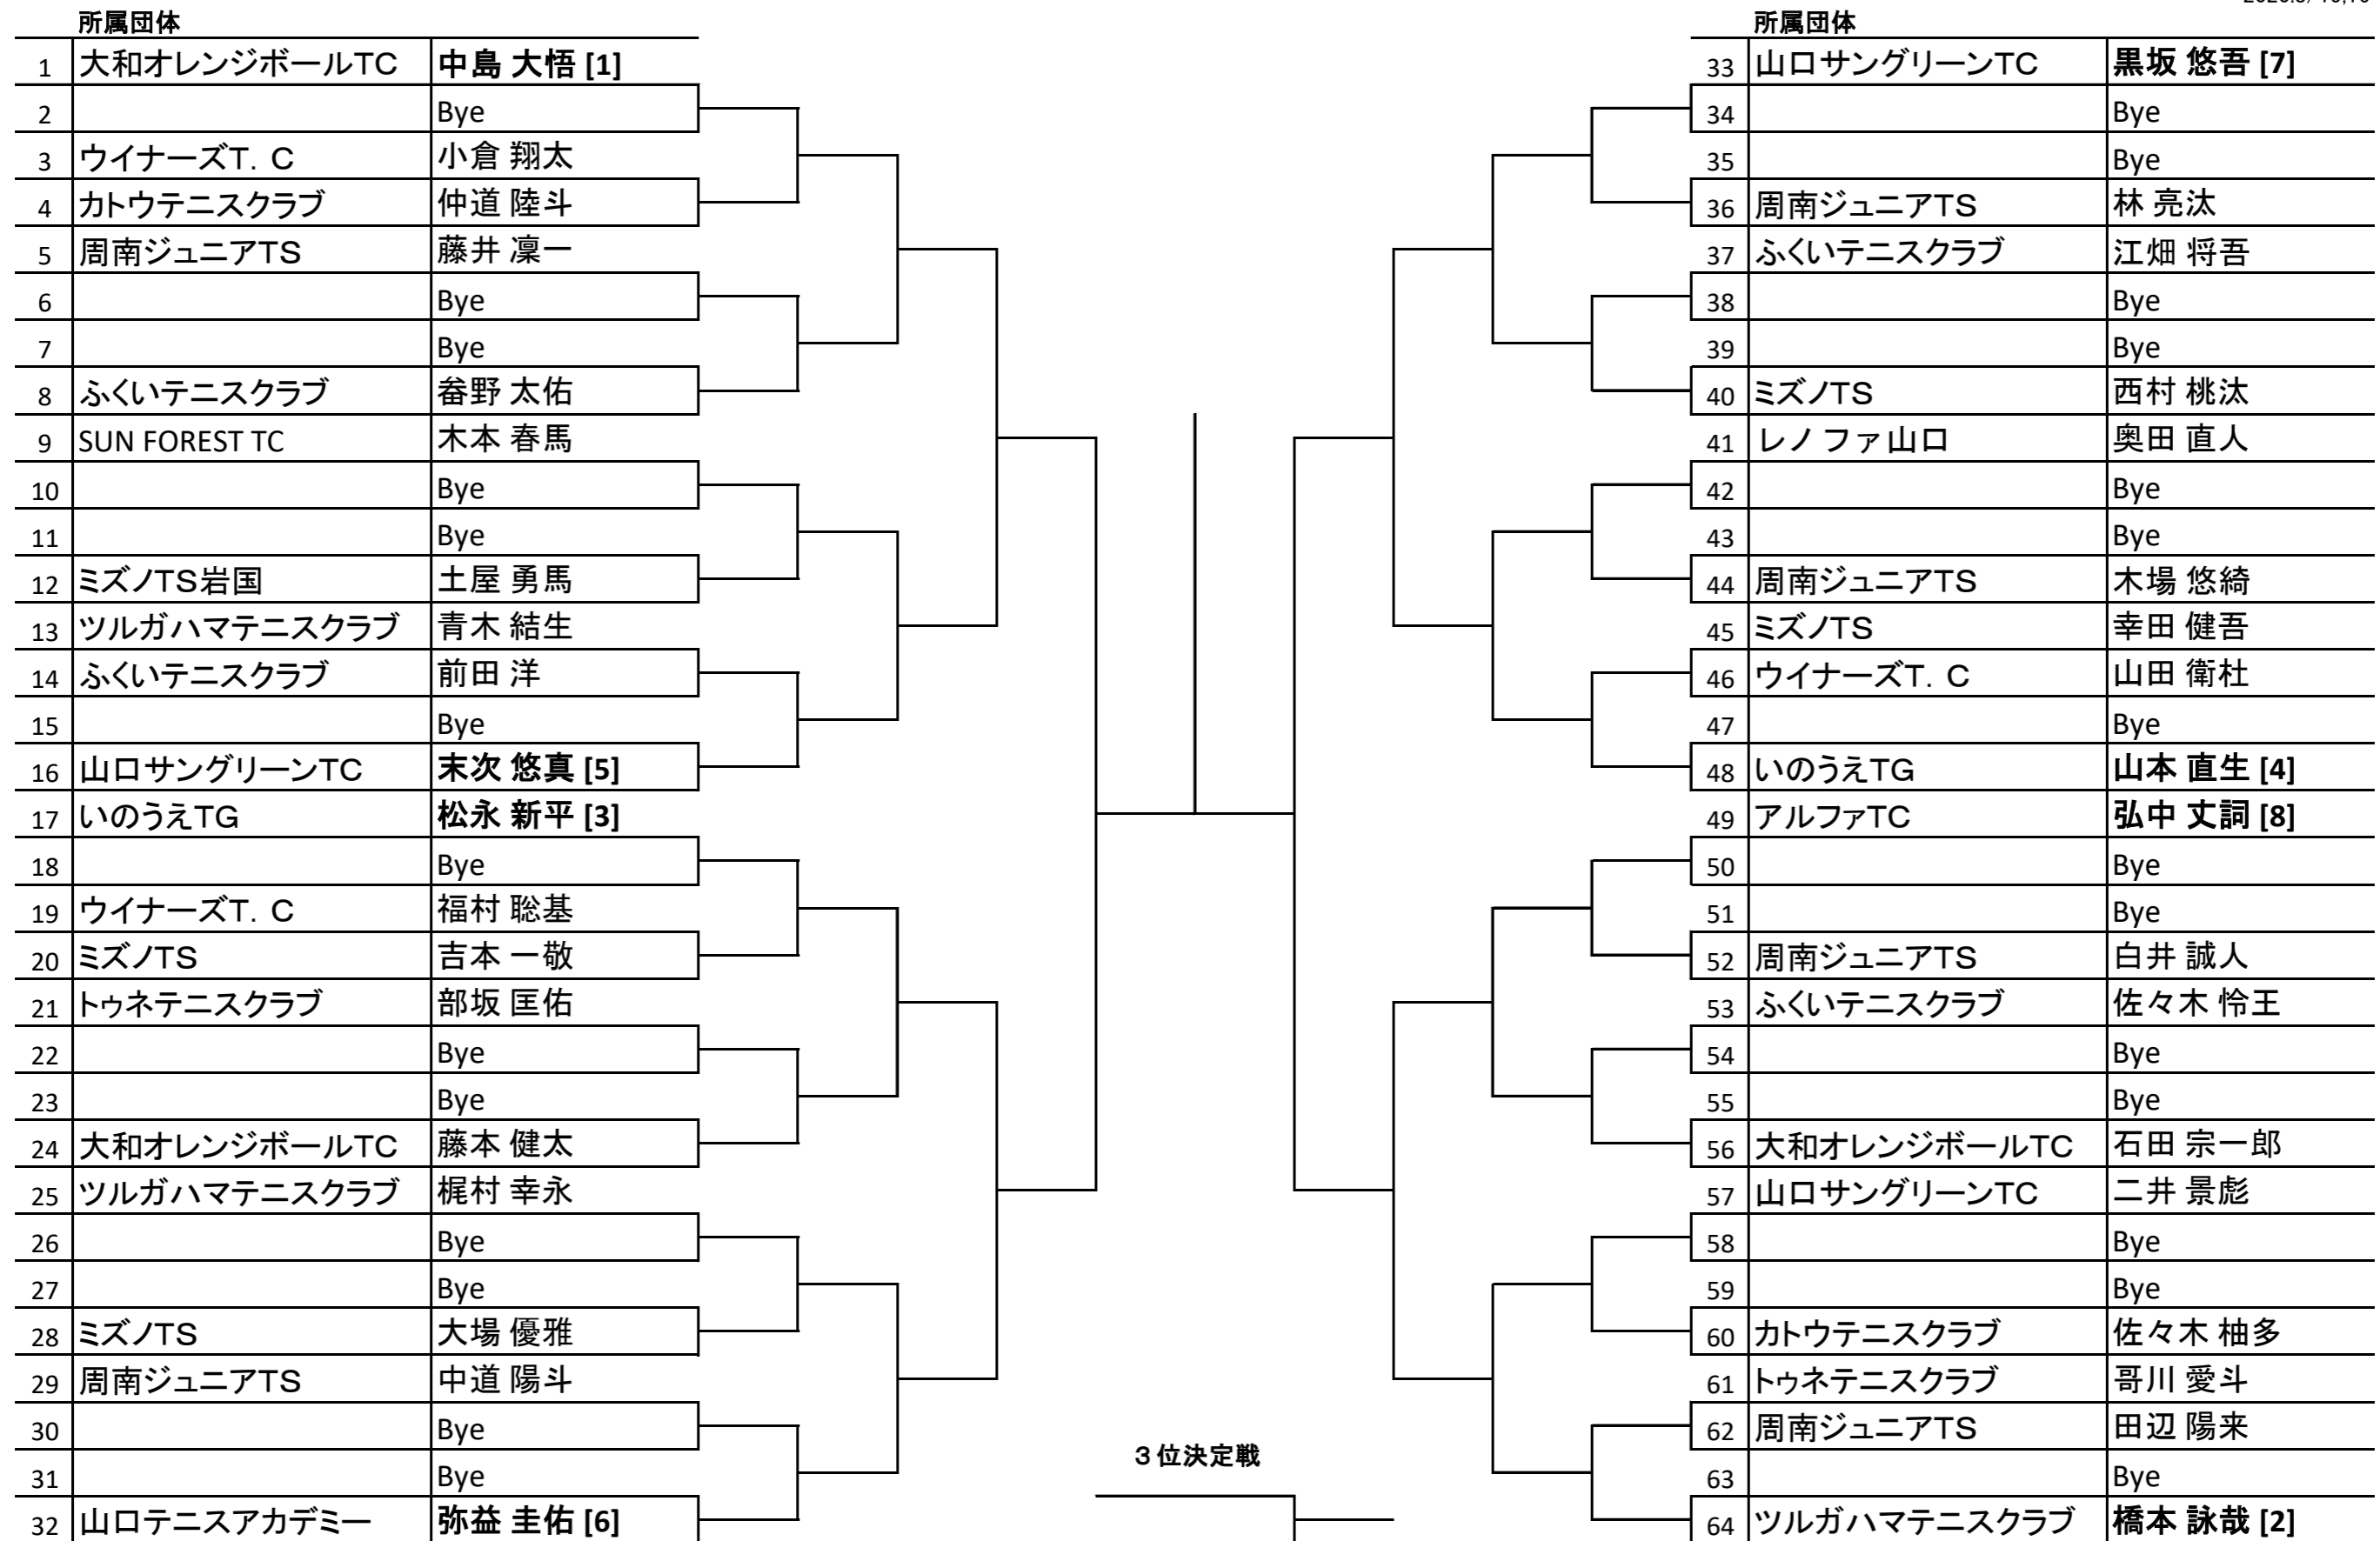 所属団体
1 大和オレンジボールTC 中島 大悟 [1]
2 Bye
3 ウイナーズT．C 小倉 翔太
4 カトウテニスクラブ 仲道 陸斗
5 周南ジュニアTS 藤井 凜一
6 Bye
7 Bye
8 ふくいテニスクラブ 畚野 太佑
9 SUN FOREST TC 木本 春馬
10 Bye
11 Bye
12 ミズノTS岩国 土屋 勇馬
13 ツルガハマテニスクラブ 青木 結生
14 ふくいテニスクラブ 前田 洋
15 Bye
16 山口サングリーンTC 末次 悠真 [5]
17 いのうえTG 松永 新平 [3]
18 Bye
19 ウイナーズT．C 福村 聡基
20 ミズノTS 吉本 一敬
21 トゥネテニスクラブ 部坂 匡佑
22 Bye
23 Bye
24 大和オレンジボールTC 藤本 健太
25 ツルガハマテニスクラブ 梶村 幸永
26 Bye
27 Bye
28 ミズノTS 大場 優雅
29 周南ジュニアTS 中道 陽斗
30 Bye
31 Bye
32 山口テニスアカデミー 弥益 圭佑 [6]
３位決定戦
所属団体
33 山口サングリーンTC 黒坂 悠吾 [7]
34 Bye
35 Bye
36 周南ジュニアTS 林 亮汰
37 ふくいテニスクラブ 江畑 将吾
38 Bye
39 Bye
40 ミズノTS 西村 桃汰
41 レノファ山口 奥田 直人
42 Bye
43 Bye
44 周南ジュニアTS 木場 悠綺
45 ミズノTS 幸田 健吾
46 ウイナーズT．C 山田 衛杜
47 Bye
48 いのうえTG 山本 直生 [4]
49 アルファTC 弘中 丈詞 [8]
50 Bye
51 Bye
52 周南ジュニアTS 白井 誠人
53 ふくいテニスクラブ 佐々木 怜王
54 Bye
55 Bye
56 大和オレンジボールTC 石田 宗一郎
57 山口サングリーンTC 二井 景彪
58 Bye
59 Bye
60 カトウテニスクラブ 佐々木 柚多
61 トゥネテニスクラブ 哥川 愛斗
62 周南ジュニアTS 田辺 陽来
63 Bye
64 ツルガハマテニスクラブ 橋本 詠哉 [2]